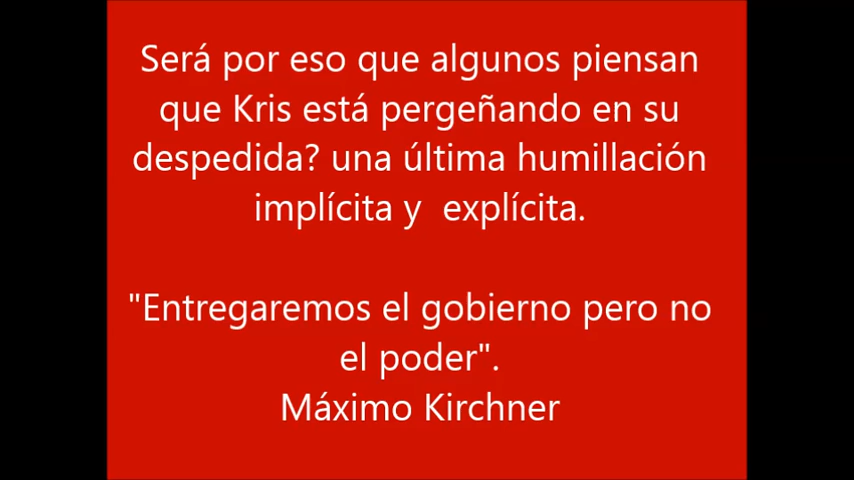 Será por eso que algunos piensan
que Kris está pergeñando en su
despedida? una última humillación
implícita y  explícita.
"Entregaremos el gobierno pero no
el poder".
Máximo Kirchner